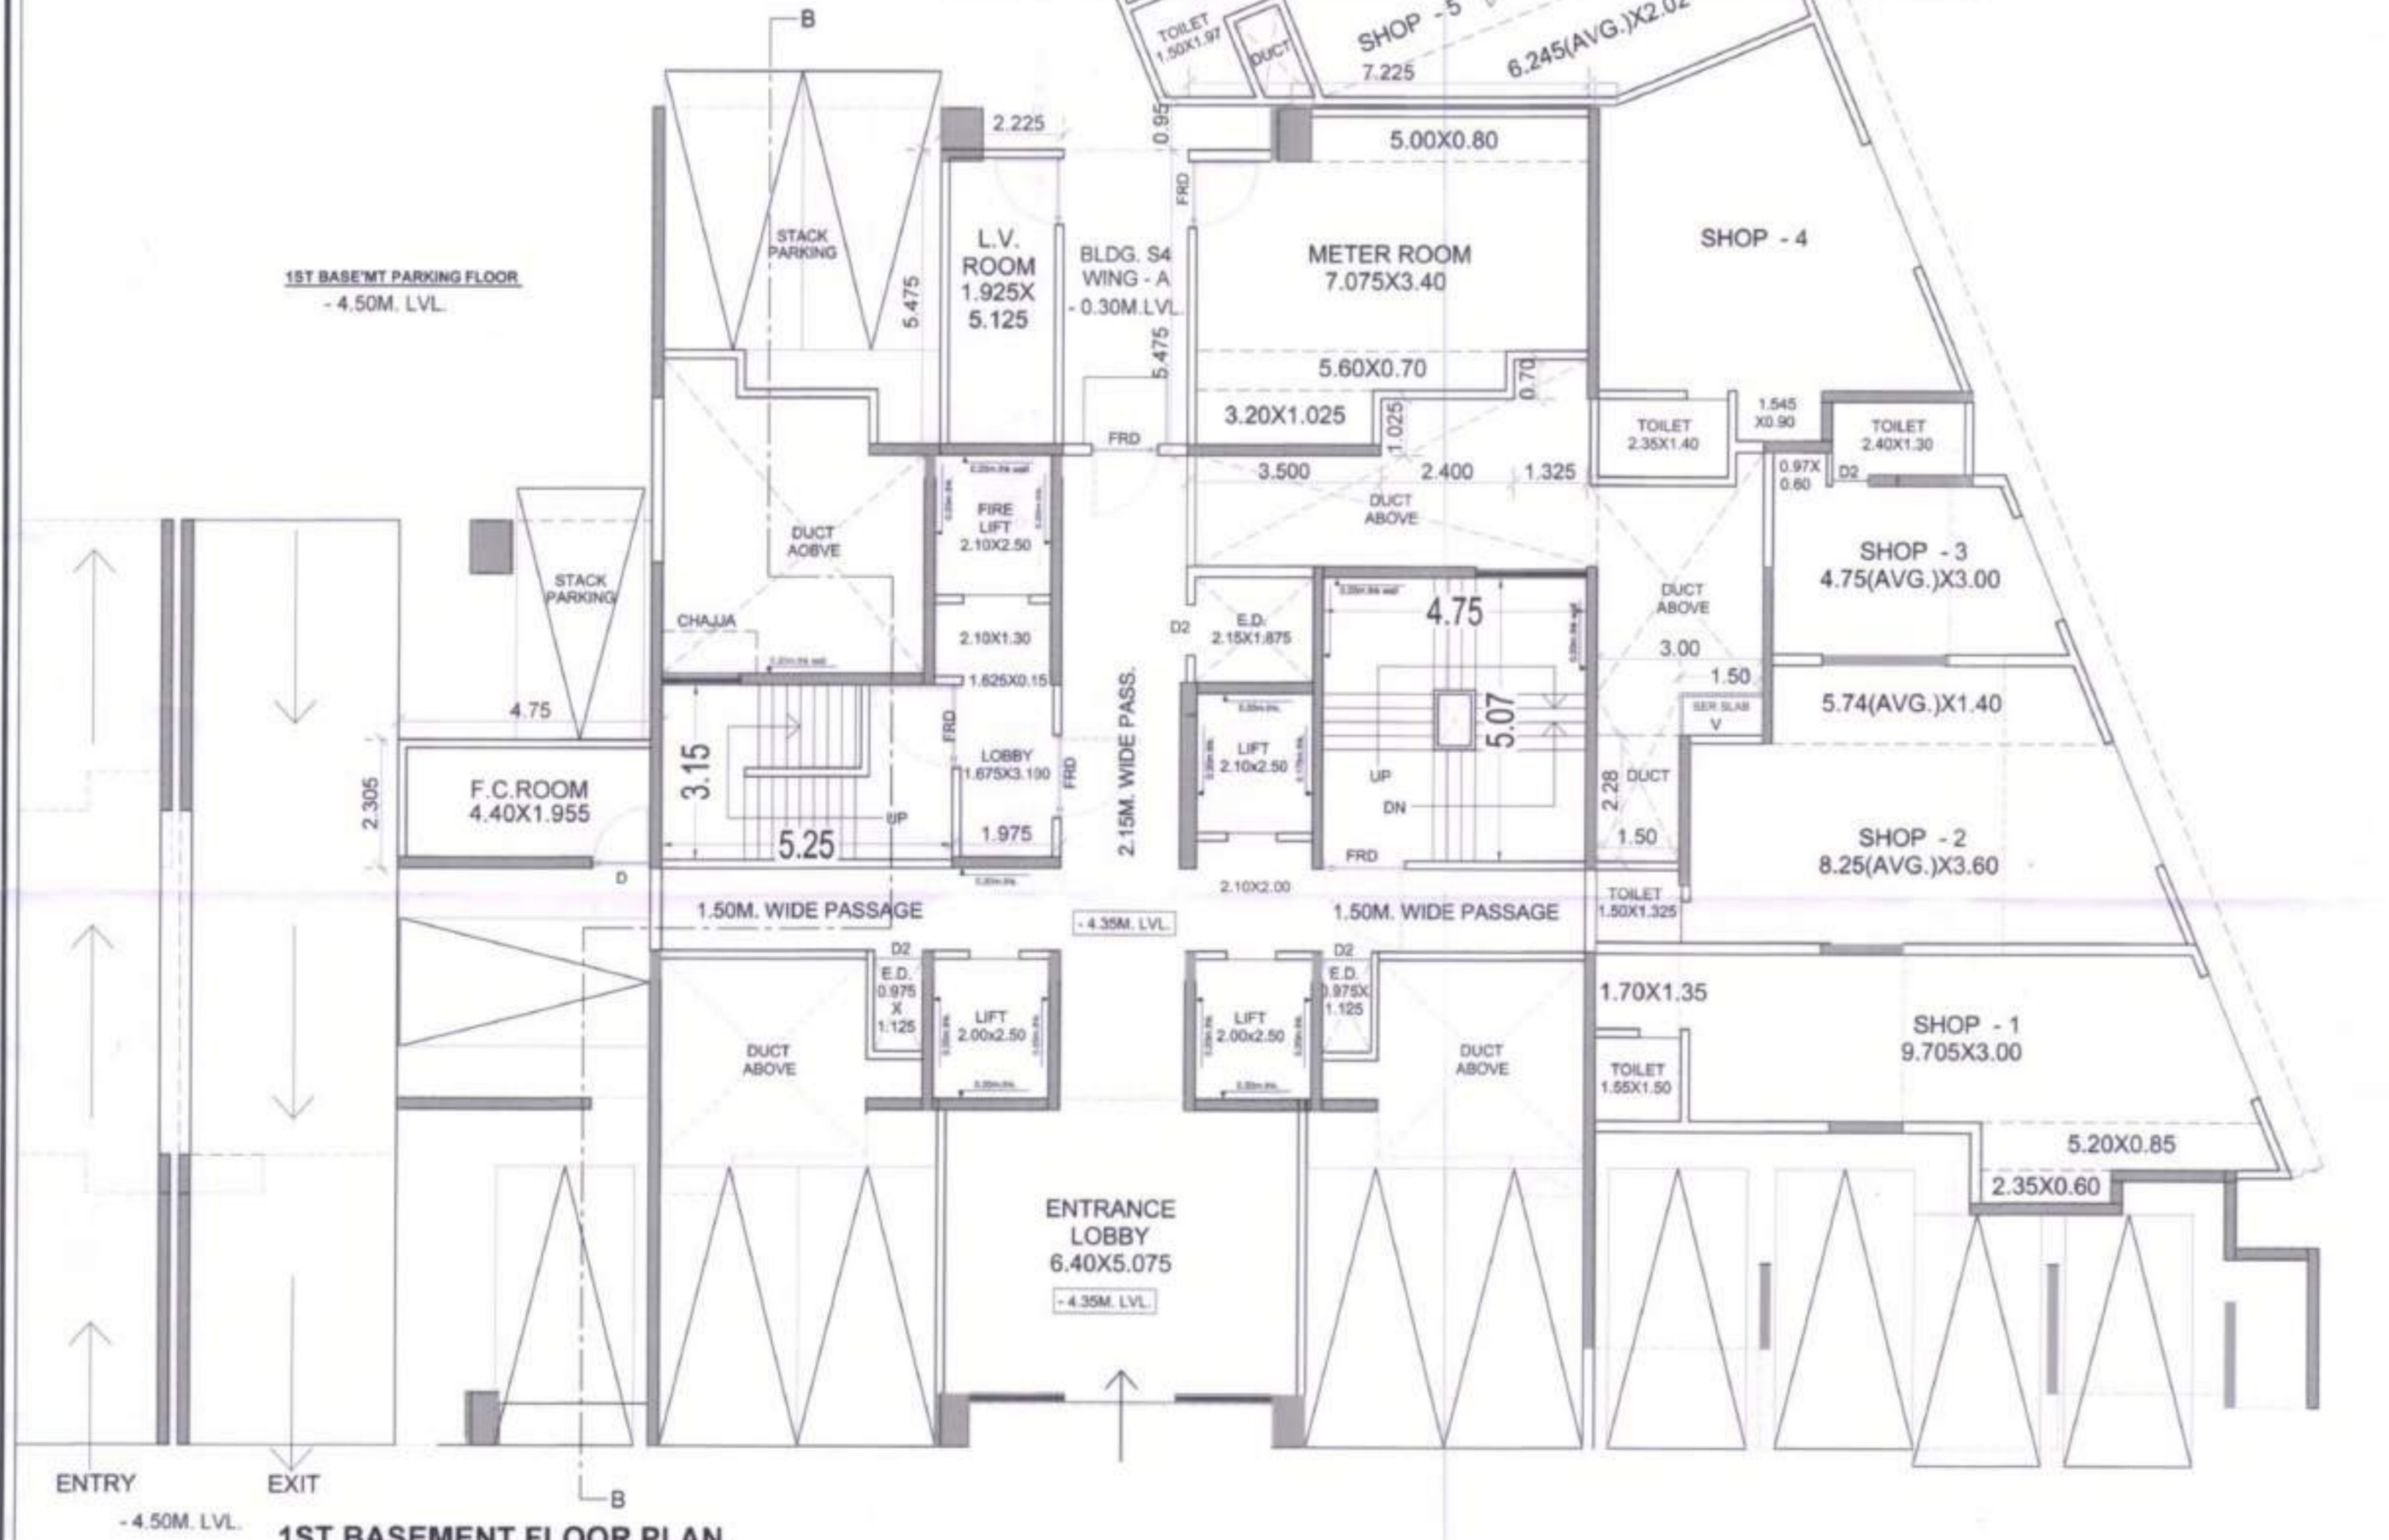 B
TOILET
1.50X1.97
DUCT
SHOP - 5
6.245(AVG.)X2.02
7.225
2.225
0.95
5.00X0.80
STACK
PARKING
L.V.
ROOM
1.925X
5.125
5.475
BLDG. S4
WING - A
- 0.30M.LVL.
5.475
FRD
METER ROOM
7.075X3.40
SHOP - 4
1ST BASE'MT PARKING FLOOR
- 4.50M. LVL.
5.60X0.70
0.70
3.20X1.025
1.025
FRD
TOILET
2.35X1.40
1.545
X0.90
TOILET
2.40X1.30
0.20m.thk wall
3.500
2.400
1.325
0.97X
0.60
D2
DUCT
ABOVE
FIRE
LIFT
2.10X2.50
DUCT
AOBVE
STACK
PARKING
SHOP - 3
4.75(AVG.)X3.00
CHAJJA
2.10X1.30
D2
E.D.
2.15X1.875
0.20m.thk wall
4.75
DUCT
ABOVE
3.00
1.50
0.20m.thk wall
1.625X0.15
SER SLAB
V
5.74(AVG.)X1.40
4.75
3.15
FRD
LOBBY
1.675X3.100
FRD
2.15M. WIDE PASS.
LIFT
2.10x2.50
5.07
UP
DN
2.28
DUCT
1.50
F.C.ROOM
4.40X1.955
2.305
UP
5.25
1.975
SHOP - 2
8.25(AVG.)X3.60
D
FRD
2.10X2.00
TOILET
1.50X1.325
1.50M. WIDE PASSAGE
- 4.35M. LVL.
1.50M. WIDE PASSAGE
D2
E.D.
0.975
X
1.125
LIFT
2.00x2.50
LIFT
2.00x2.50
D2
E.D.
0.975X
1.125
1.70X1.35
SHOP - 1
9.705X3.00
DUCT
ABOVE
DUCT
ABOVE
TOILET
1.55X1.50
5.20X0.85
2.35X0.60
ENTRANCE
LOBBY
6.40X5.075
- 4.35M. LVL.
ENTRY
EXIT
B
- 4.50M. LVL.
1ST BASEMENT FLOOR PLAN